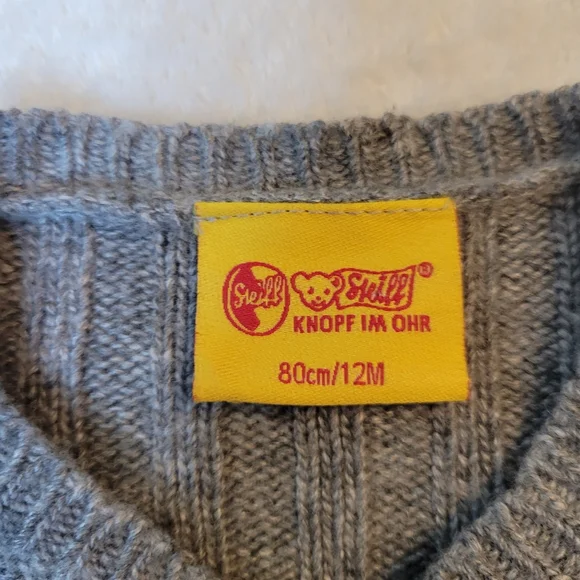 Steiff Steiff®
KNOPF IM OHR
80cm/12M